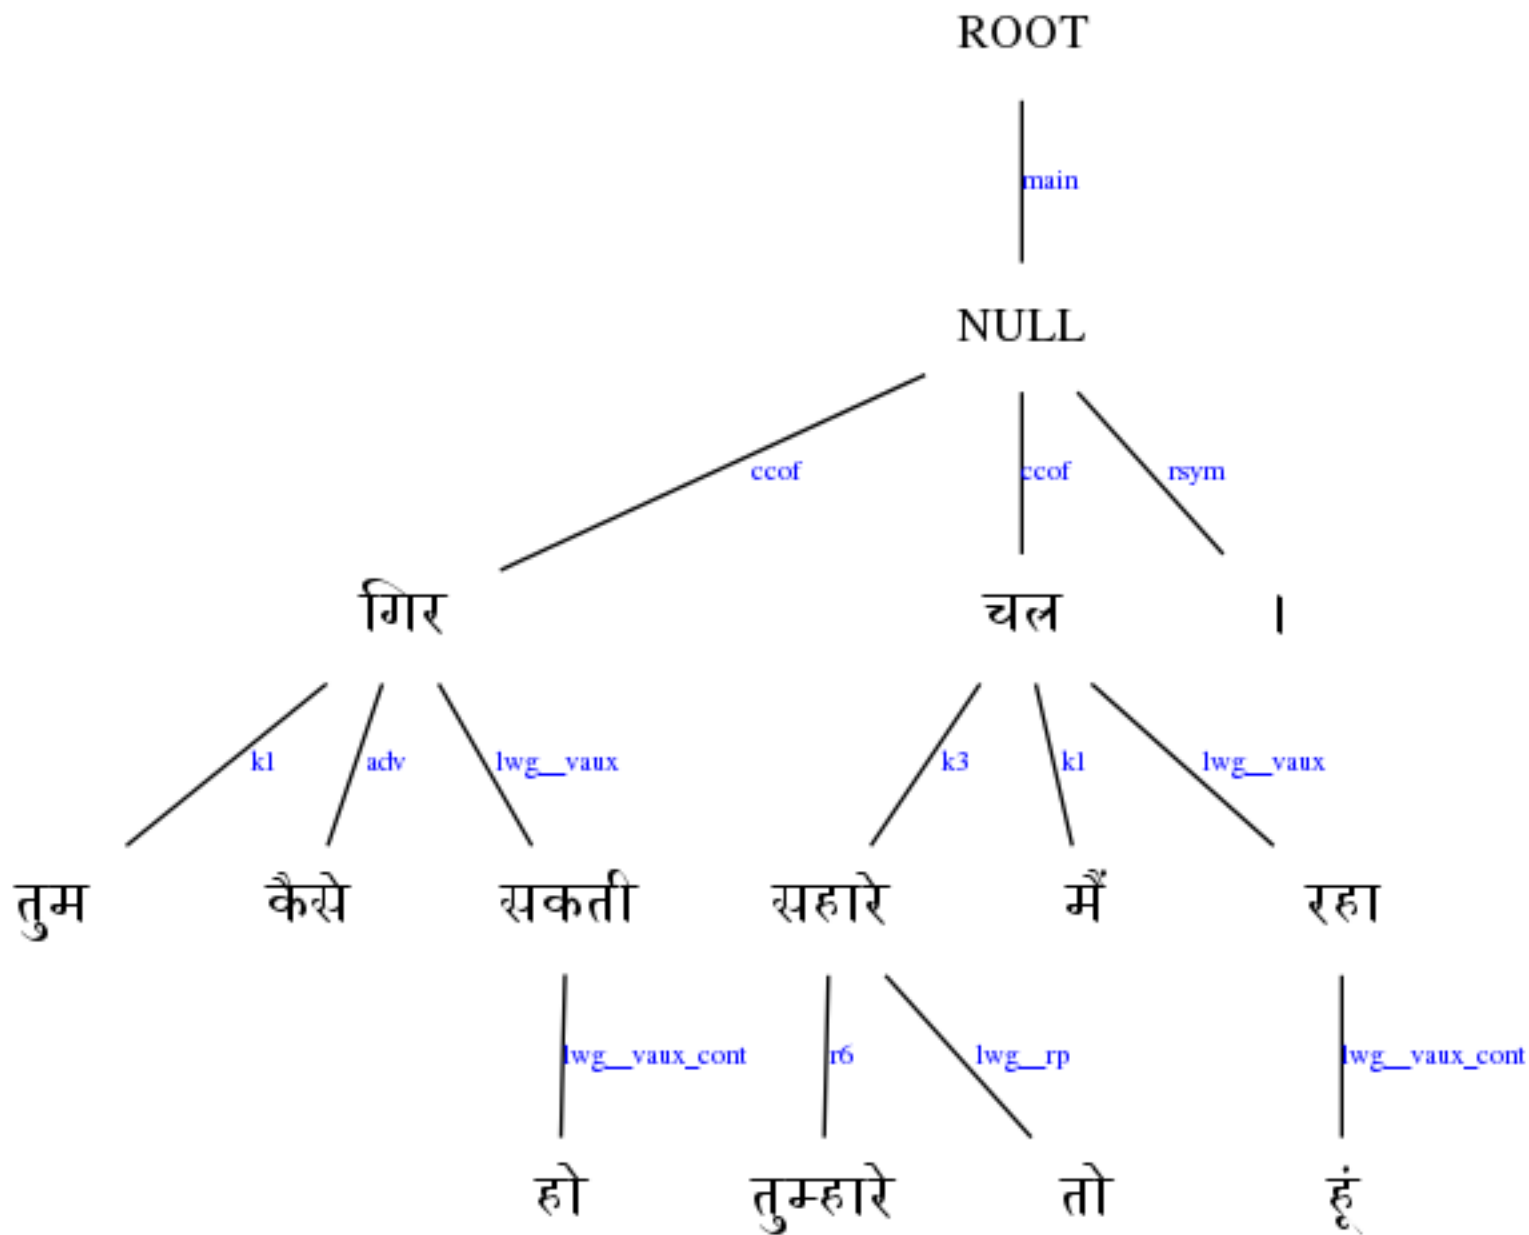 ROOT
main
NULL
ccof ccof rsym
गिर चल ।
k1 adv lwg__vaux k3 k1 lwg__vaux
तुम कैसे सकती सहारे मैं रहा
lwg__vaux_cont r6 lwg__rp lwg__vaux_cont
हो तुम्हारे तो हूं